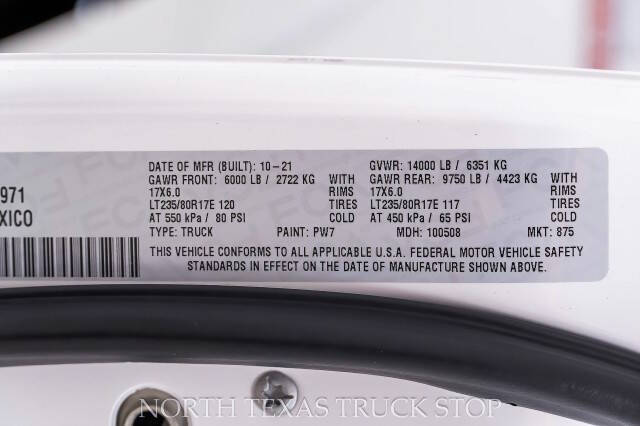 971
XICO
DATE OF MFR (BUILT): 10-21
GAWR FRONT: 6000 LB / 2722 KG WITH
17X6.0 RIMS
LT235/80R17E 120 TIRES
AT 550 kPa / 80 PSI COLD
TYPE: TRUCK PAINT: PW7
GVWR: 14000 LB / 6351 KG
GAWR REAR: 9750 LB / 4423 KG WITH
17X6.0 RIMS
LT235/80R17E 117 TIRES
AT 450 kPa / 65 PSI COLD
MDH: 100508 MKT: 875
THIS VEHICLE CONFORMS TO ALL APPLICABLE U.S.A. FEDERAL MOTOR VEHICLE SAFETY
STANDARDS IN EFFECT ON THE DATE OF MANUFACTURE SHOWN ABOVE.
NORTH TEXAS TRUCK STOP